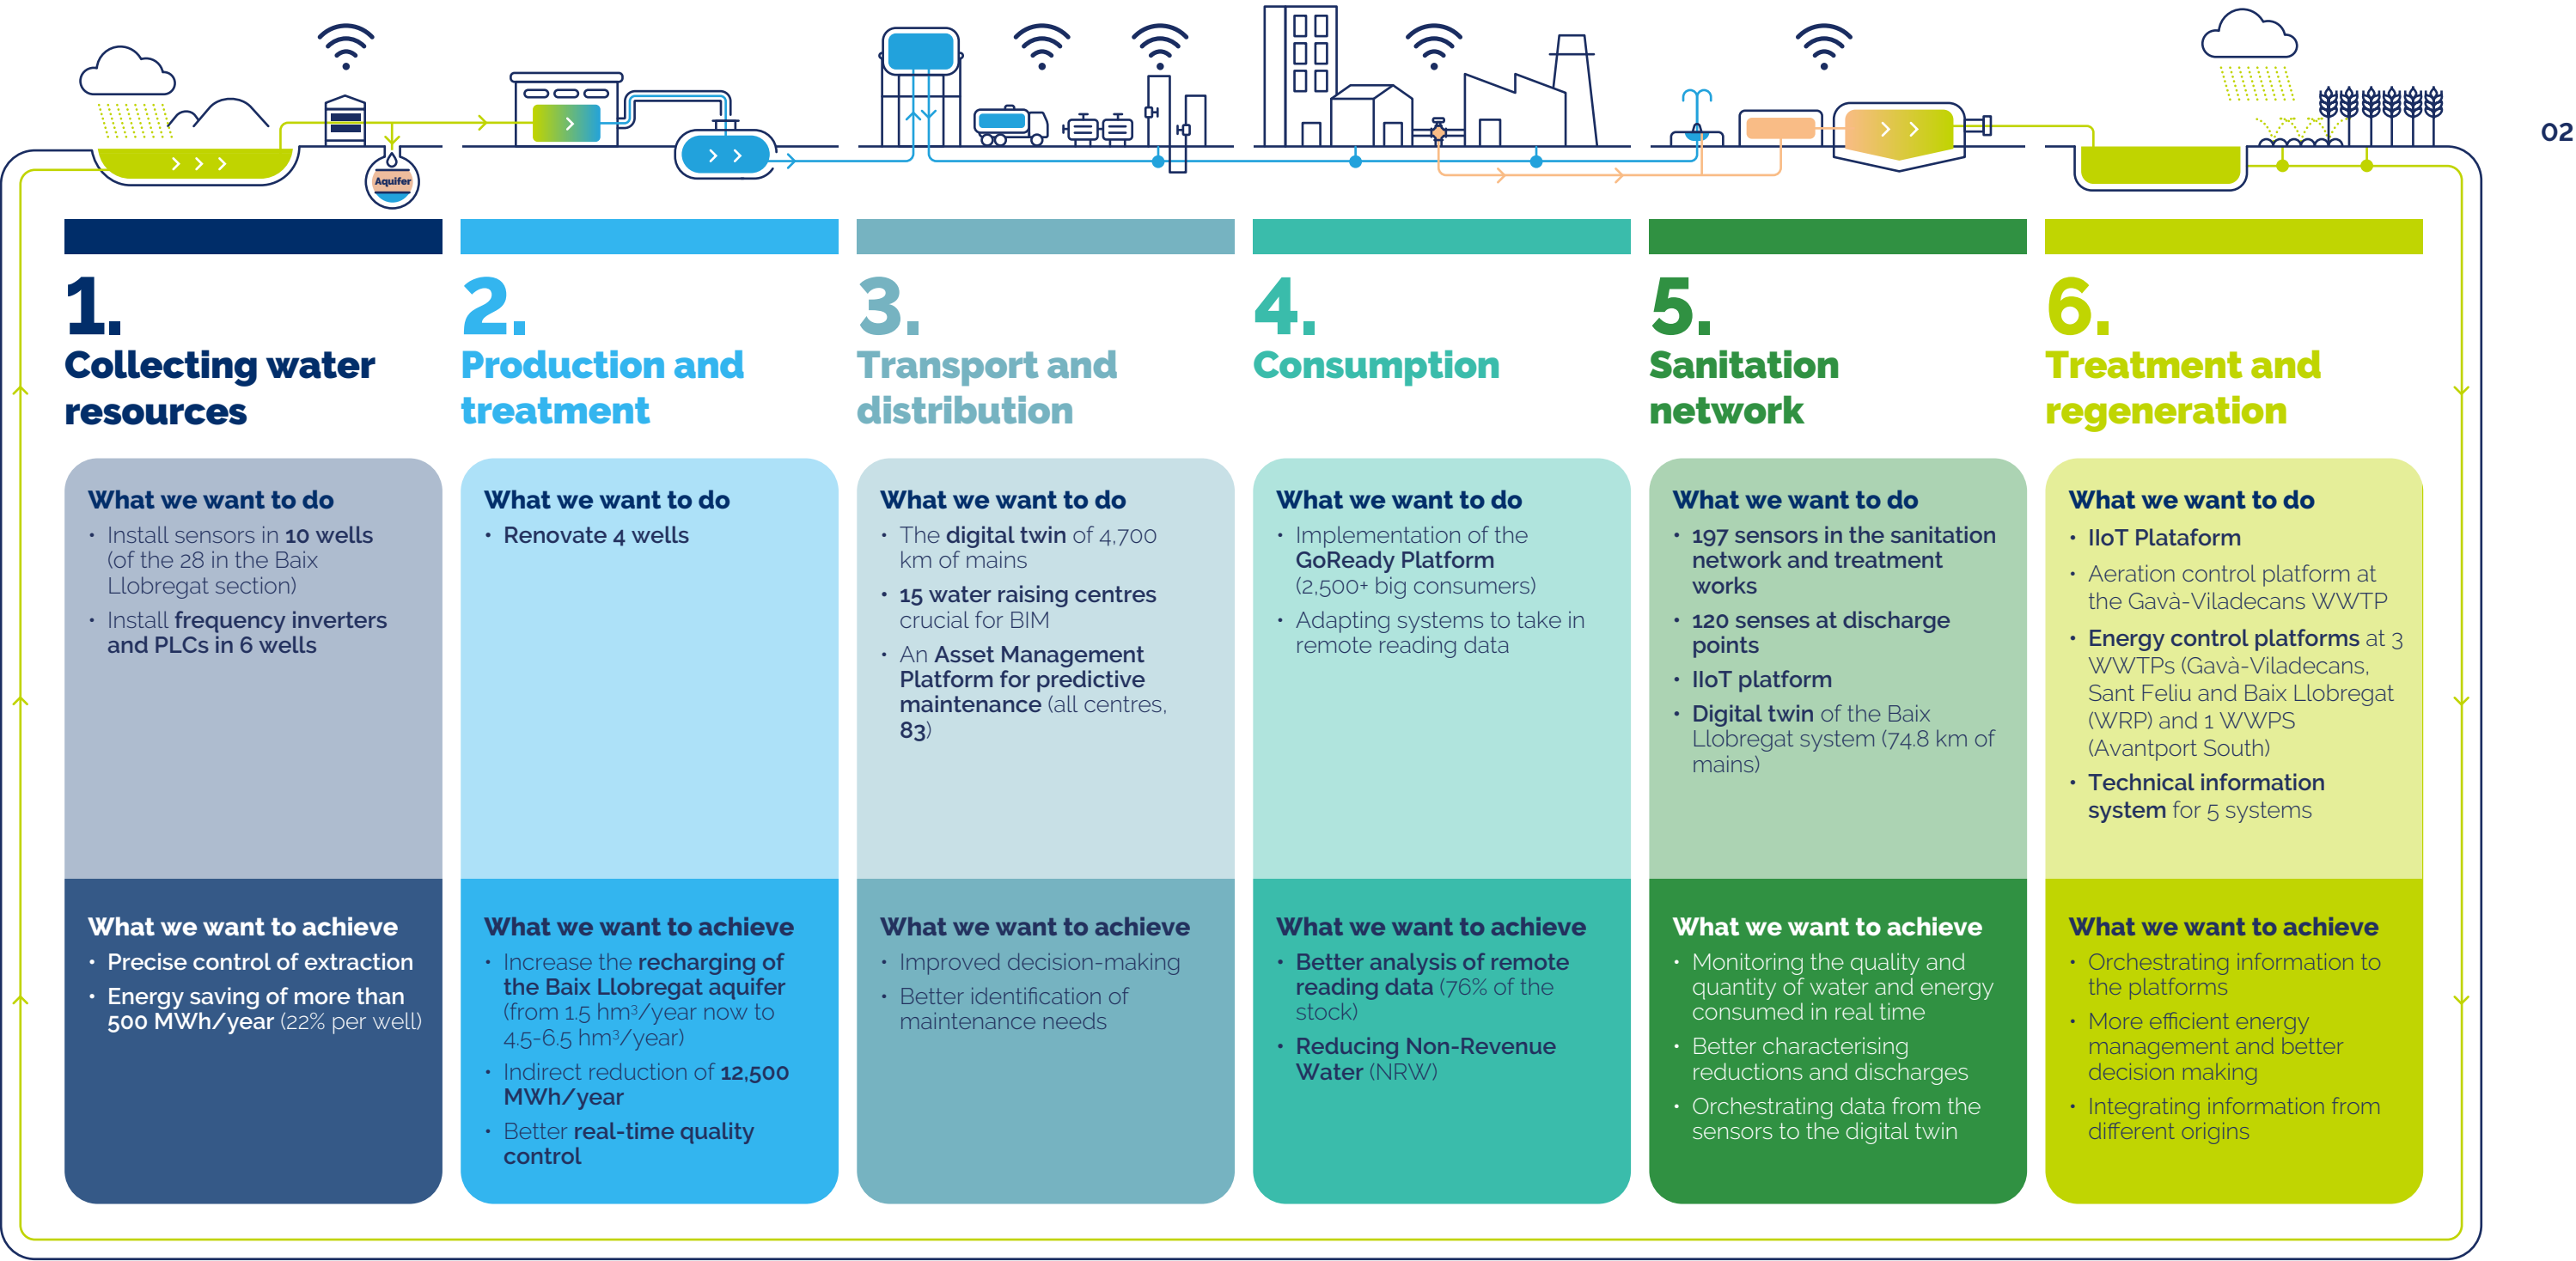 02
Aquifer
1.
Collecting water
resources
What we want to do
• Install sensors in 10 wells
(of the 28 in the Baix
Llobregat section)
• Install frequency inverters
and PLCs in 6 wells
What we want to achieve
• Precise control of extraction
• Energy saving of more than
500 MWh/year (22% per well)
2.
Production and
treatment
What we want to do
• Renovate 4 wells
What we want to achieve
• Increase the recharging of
the Baix Llobregat aquifer
(from 1.5 hm³/year now to
4.5-6.5 hm³/year)
• Indirect reduction of 12,500
MWh/year
• Better real-time quality
control
3.
Transport and
distribution
What we want to do
• The digital twin of 4,700
km of mains
• 15 water raising centres
crucial for BIM
• An Asset Management
Platform for predictive
maintenance (all centres,
83)
What we want to achieve
• Improved decision-making
• Better identification of
maintenance needs
4.
Consumption
What we want to do
• Implementation of the
GoReady Platform
(2,500+ big consumers)
• Adapting systems to take in
remote reading data
What we want to achieve
• Better analysis of remote
reading data (76% of the
stock)
• Reducing Non-Revenue
Water (NRW)
5.
Sanitation
network
What we want to do
• 197 sensors in the sanitation
network and treatment
works
• 120 senses at discharge
points
• IIoT platform
• Digital twin of the Baix
Llobregat system (74.8 km of
mains)
What we want to achieve
• Monitoring the quality and
quantity of water and energy
consumed in real time
• Better characterising
reductions and discharges
• Orchestrating data from the
sensors to the digital twin
6.
Treatment and
regeneration
What we want to do
• IIoT Plataform
• Aeration control platform at
the Gavà-Viladecans WWTP
• Energy control platforms at 3
WWTPs (Gavà-Viladecans,
Sant Feliu and Baix Llobregat
(WRP) and 1 WWPS
(Avantport South)
• Technical information
system for 5 systems
What we want to achieve
• Orchestrating information to
the platforms
• More efficient energy
management and better
decision making
• Integrating information from
different origins